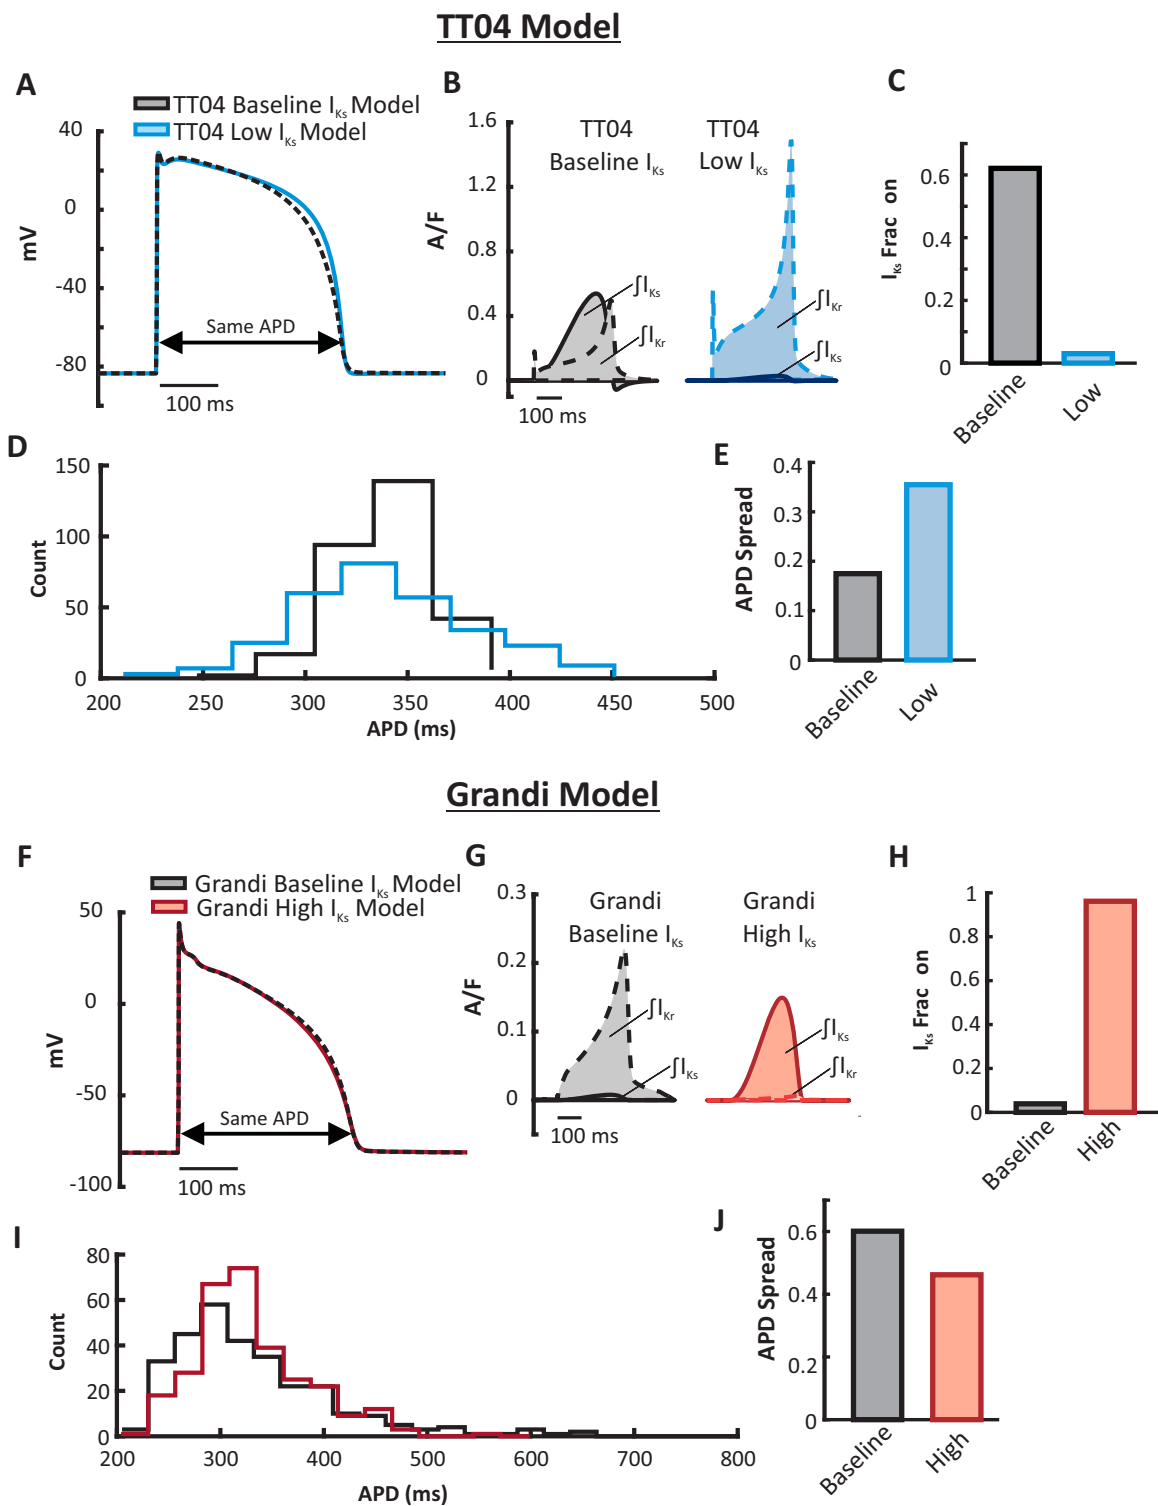 TT04 Model
A
TT04 Baseline IKs Model
TT04 Low IKs Model
40
0
-40
-80
mV
Same APD
100 ms
B
TT04
Baseline IKs
TT04
Low IKs
1.6
1.2
0.8
0.4
0
A/F
∫IKs
∫IKr
∫IKr
∫IKs
100 ms
C
0.6
0.4
0.2
0
IKs Frac on
Baseline
Low
D
150
100
50
0
Count
200
250
300
350
400
450
500
APD (ms)
E
0.4
0.3
0.2
0.1
0
APD Spread
Baseline
Low
Grandi Model
F
Grandi Baseline IKs Model
Grandi High IKs Model
50
0
-50
-100
mV
Same APD
100 ms
G
Grandi
Baseline IKs
Grandi
High IKs
0.3
0.2
0.1
0
A/F
∫IKr
∫IKs
∫IKs
∫IKr
100 ms
H
1
0.8
0.6
0.4
0.2
0
IKs Frac on
Baseline
High
I
80
60
40
20
0
Count
200
300
400
500
600
700
800
APD (ms)
J
0.6
0.4
0.2
0
APD Spread
Baseline
High